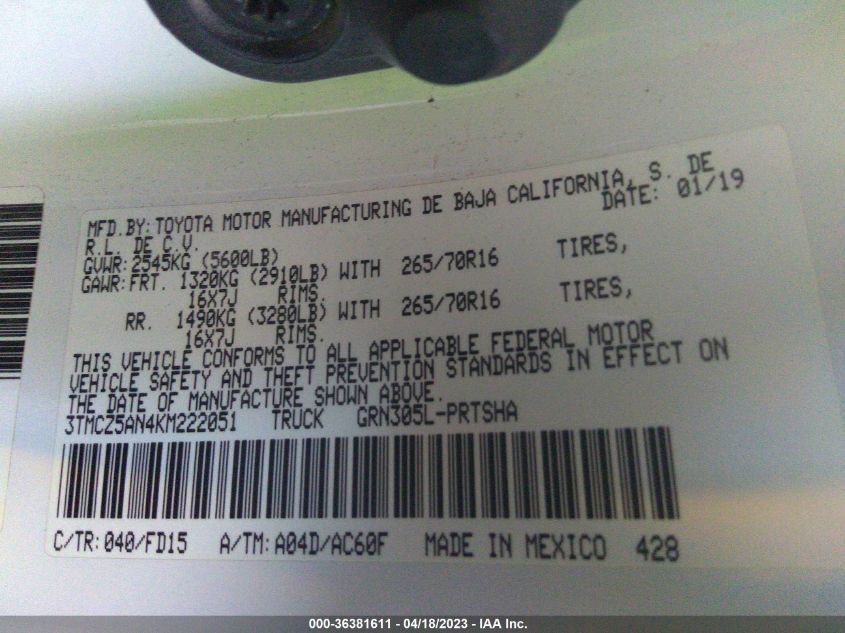 MFD.BY:TOYOTA MOTOR MANUFACTURING DE BAJA CALIFORNIA, S. DE
R.L. DE C.V. DATE: 01/19
GVWR:2545KG (5600LB)
GAWR:FRT. 1320KG (2910LB) WITH 265/70R16 TIRES,
16X7J RIMS.
RR. 1490KG (3280LB) WITH 265/70R16 TIRES,
16X7J RIMS.
THIS VEHICLE CONFORMS TO ALL APPLICABLE FEDERAL MOTOR
VEHICLE SAFETY AND THEFT PREVENTION STANDARDS IN EFFECT ON
THE DATE OF MANUFACTURE SHOWN ABOVE.
3TMCZ5AN4KM222051 TRUCK GRN305L-PRTSHA
C/TR:040/FD15 A/TM:A04D/AC60F MADE IN MEXICO 428
000-36381611 - 04/18/2023 - IAA Inc.